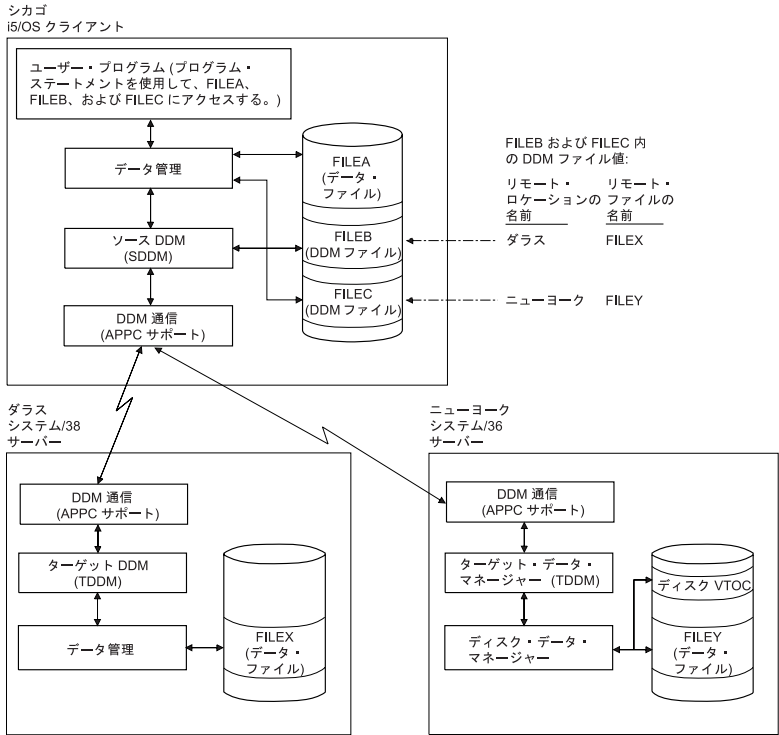 シカゴ
i5/OS クライアント
ユーザー・プログラム (プログラム・
ステートメントを使用して、FILEA、
FILEB、および FILEC にアクセスする。)
データ管理
ソース DDM
(SDDM)
DDM 通信
(APPC サポート)
FILEA
(データ・
ファイル)
FILEB
(DDM ファイル)
FILEC
(DDM ファイル)
FILEB および FILEC 内
の DDM ファイル値:
リモート・
ロケーションの
名前
リモート・
ファイルの
名前
ダラス FILEX
ニューヨーク FILEY
ダラス
システム/38
サーバー
DDM 通信
(APPC サポート)
ターゲット DDM
(TDDM)
データ管理
FILEX
(データ・
ファイル)
ニューヨーク
システム/36
サーバー
DDM 通信
(APPC サポート)
ターゲット・データ・
マネージャー (TDDM)
ディスク・データ・
マネージャー
ディスク VTOC
FILEY
(データ・
ファイル)